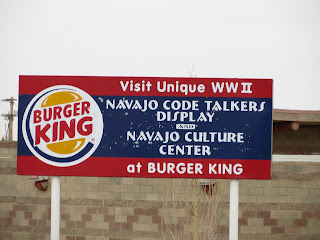 BURGER
KING
Visit Unique WW II
NAVAJO CODE TALKERS
DISPLAY
AND
NAVAJO CULTURE
CENTER
at BURGER KING